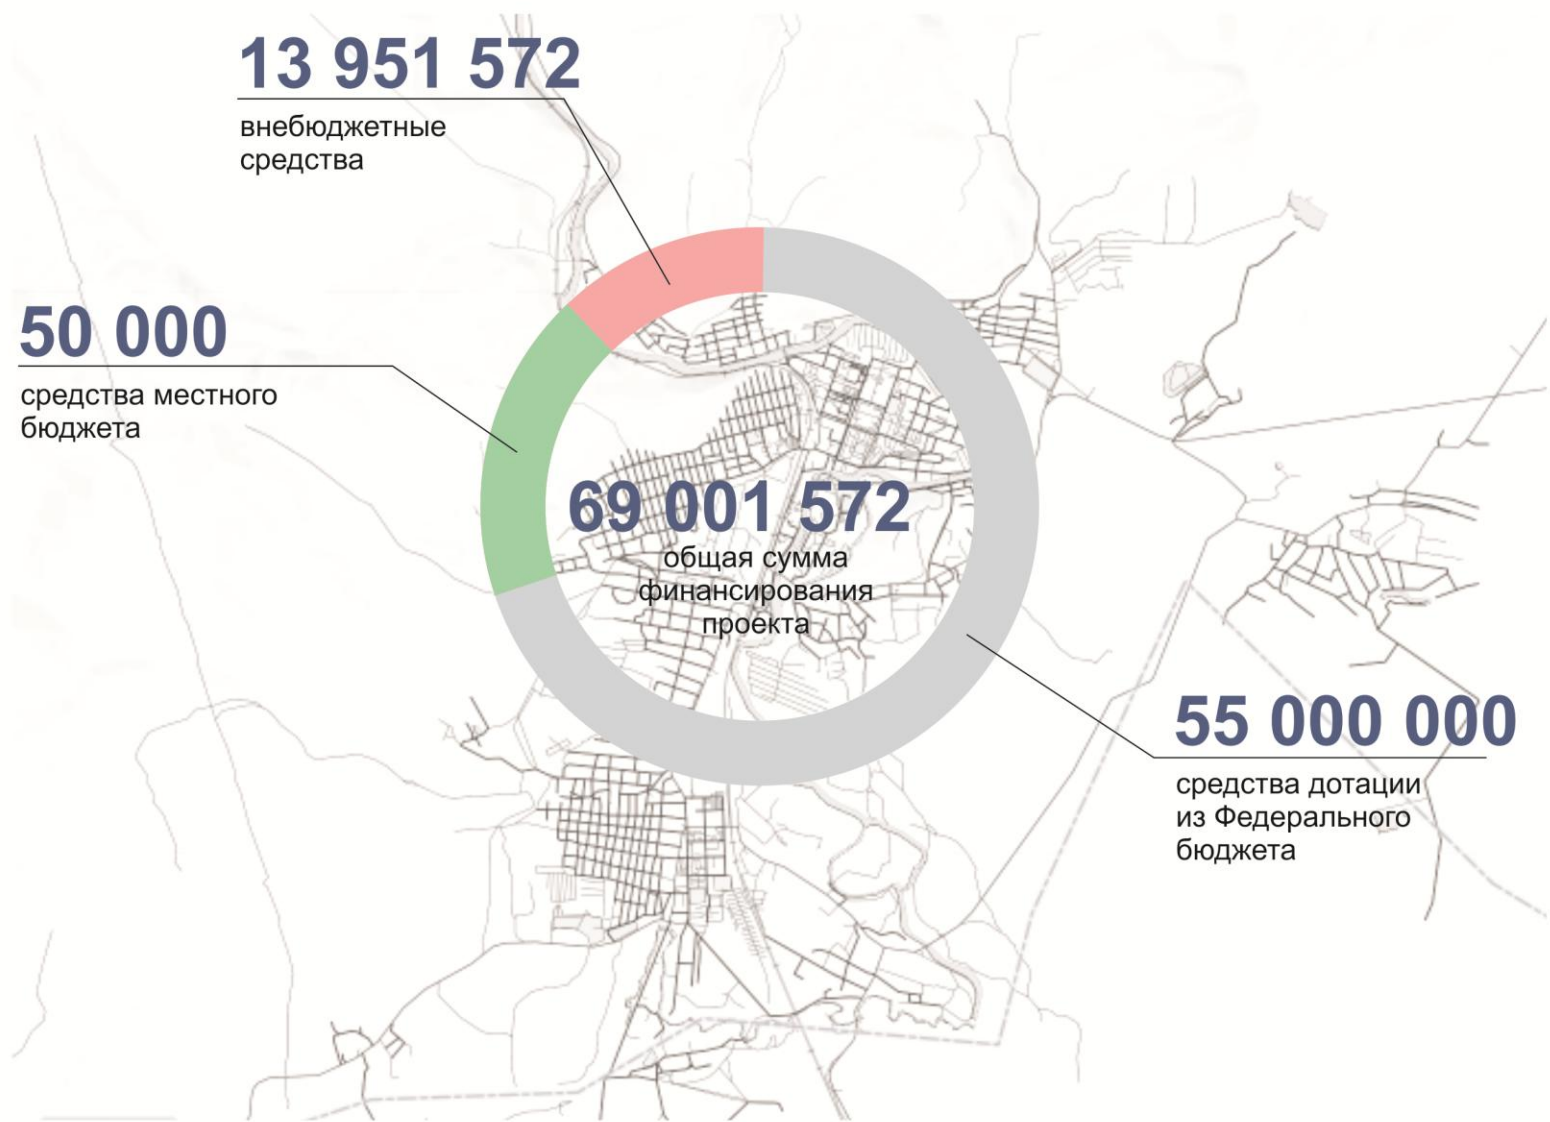 13 951 572
внебюджетные
средства
50 000
средства местного
бюджета
69 001 572
общая сумма
финансирования
проекта
55 000 000
средства дотации
из Федерального
бюджета